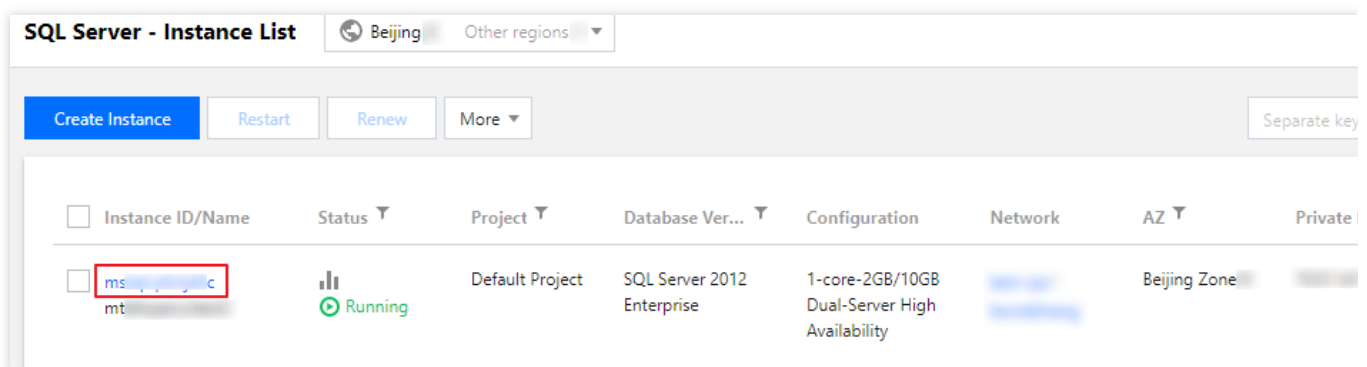 SQL Server - Instance List
Beijing Other regions
Create Instance Restart Renew More
Separate key
Instance ID/Name Status Project Database Ver... Configuration Network AZ Private
Default Project SQL Server 2012 1-core-2GB/10GB Beijing Zone
Running Enterprise Dual-Server High
Availability